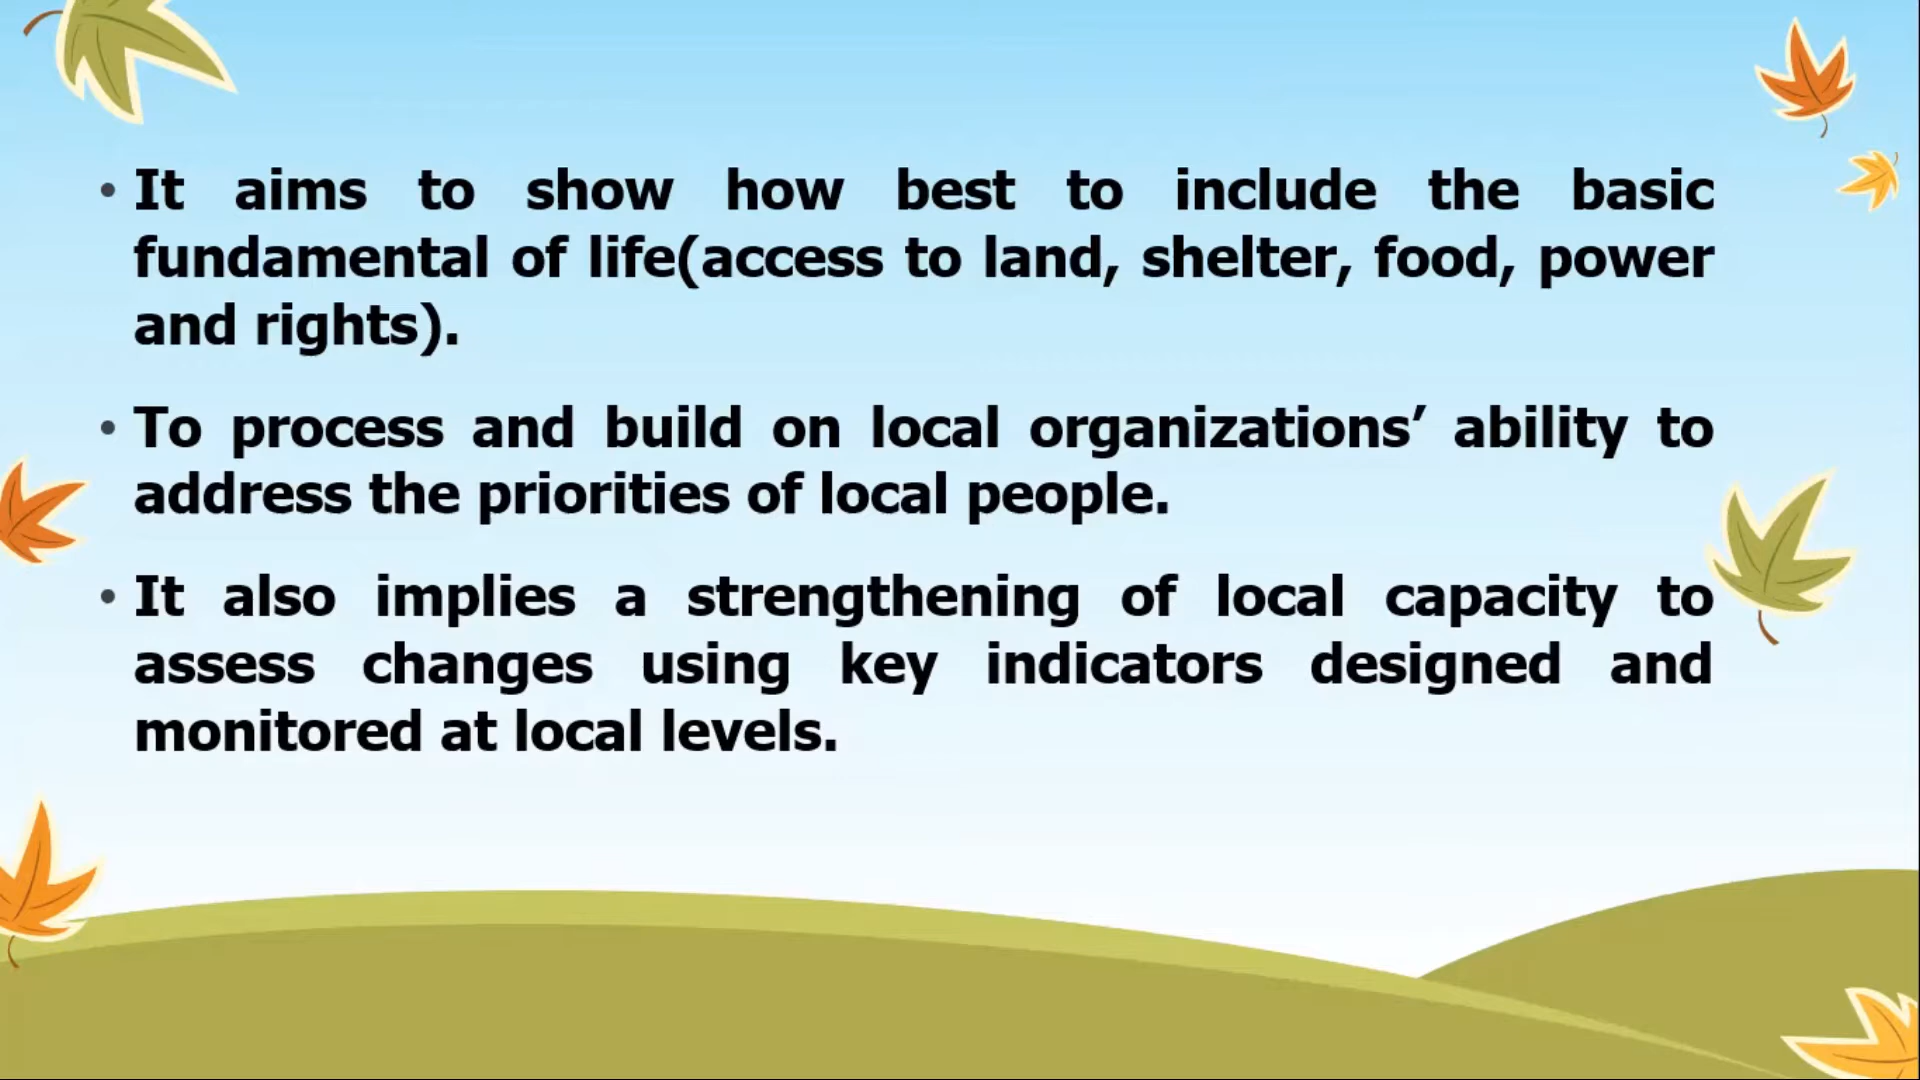 • It aims to show how best to include the basic
fundamental of life(access to land, shelter, food, power
and rights).
• To process and build on local organizations’ ability to
address the priorities of local people.
• It also implies a strengthening of local capacity to
assess changes using key indicators designed and
monitored at local levels.